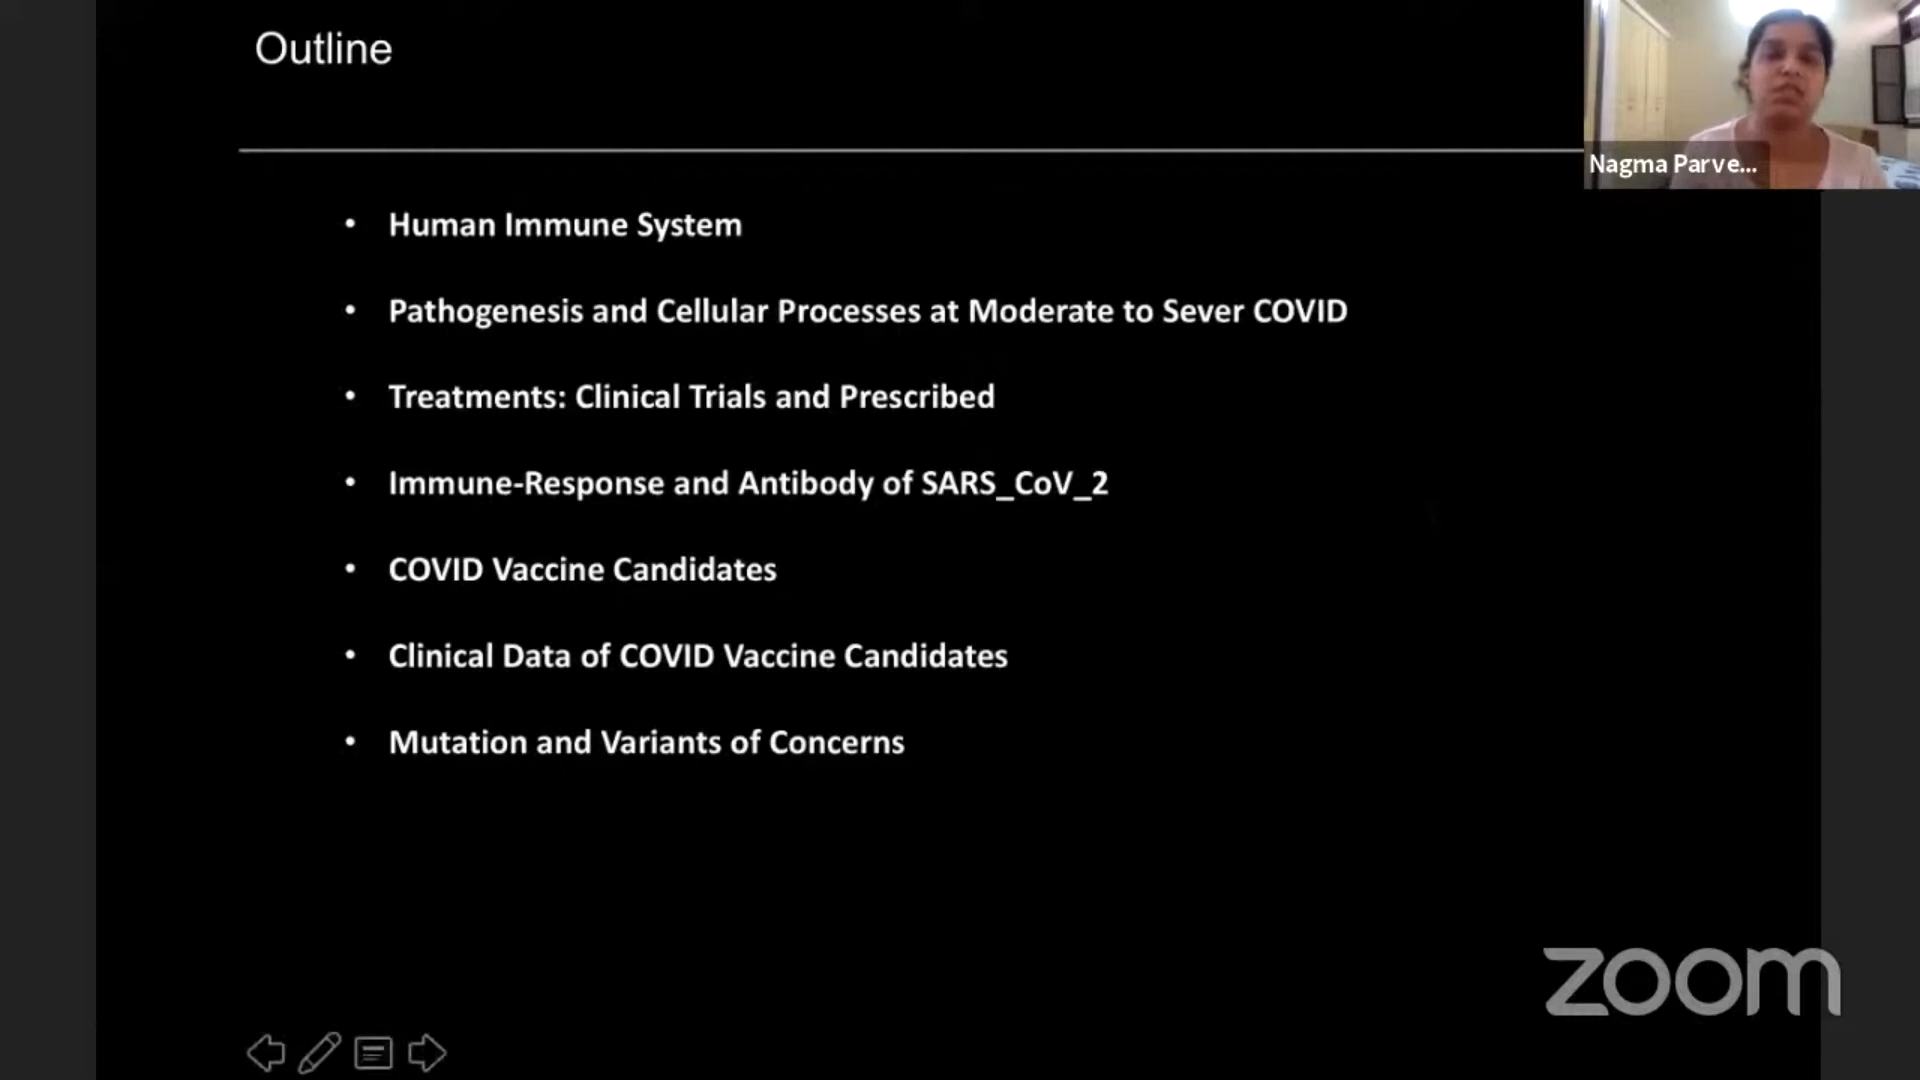 Outline
Nagma Parve...
• Human Immune System
• Pathogenesis and Cellular Processes at Moderate to Sever COVID
• Treatments: Clinical Trials and Prescribed
• Immune-Response and Antibody of SARS_CoV_2
• COVID Vaccine Candidates
• Clinical Data of COVID Vaccine Candidates
• Mutation and Variants of Concerns
zoom